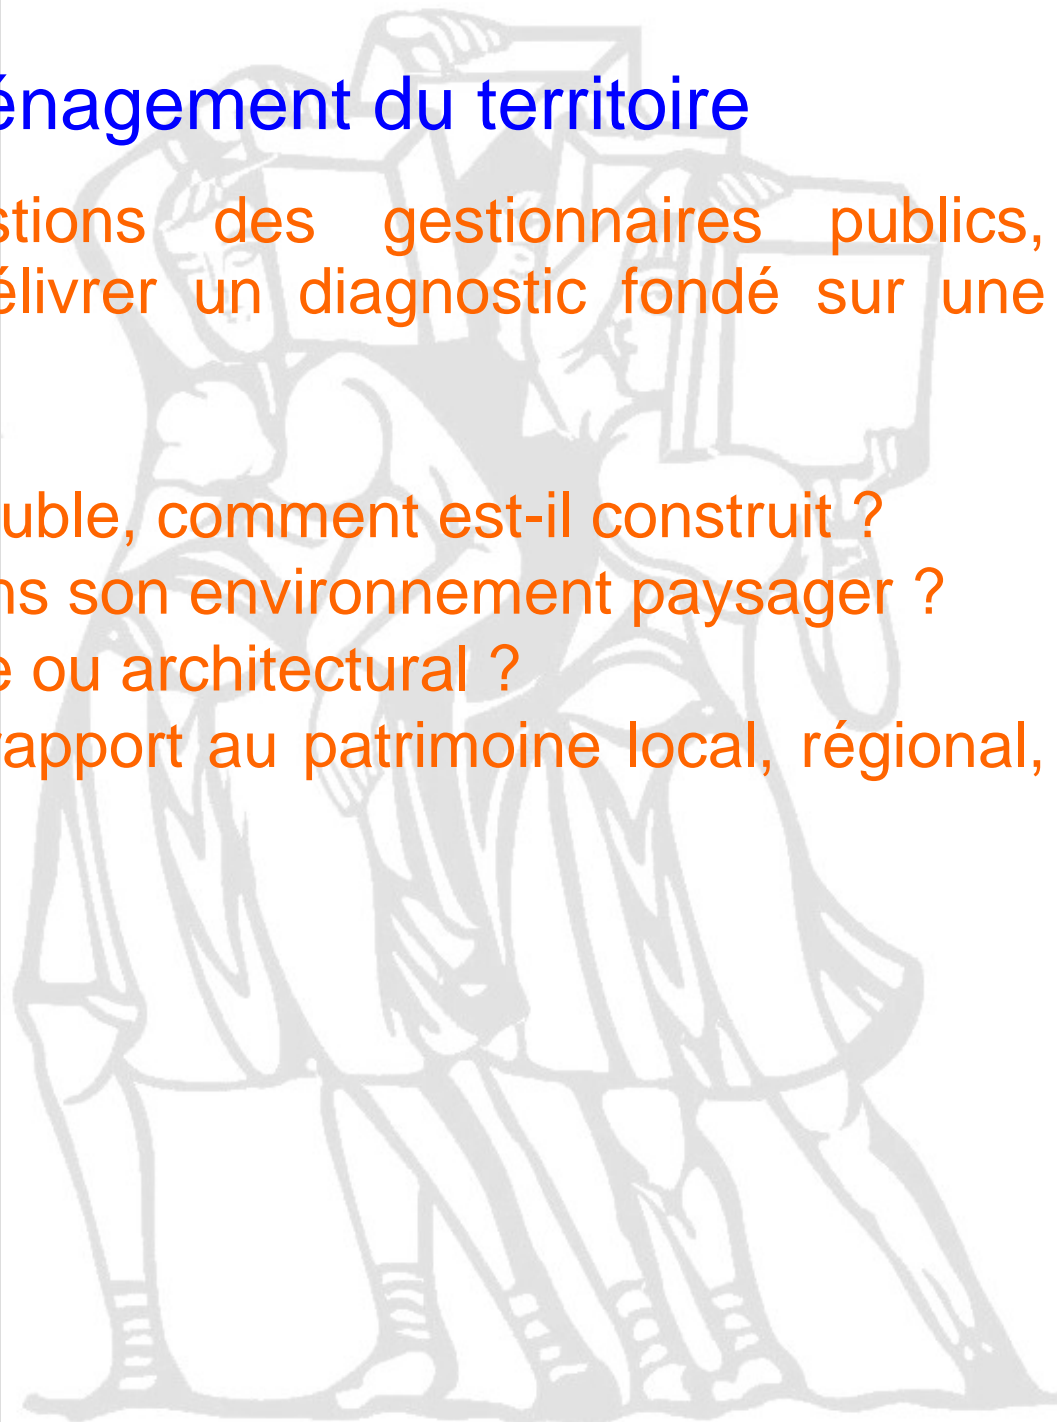 énagement du territoire
stions des gestionnaires publics,
élivrer un diagnostic fondé sur une
uble, comment est-il construit ?
ns son environnement paysager ?
e ou architectural ?
rapport au patrimoine local, régional,